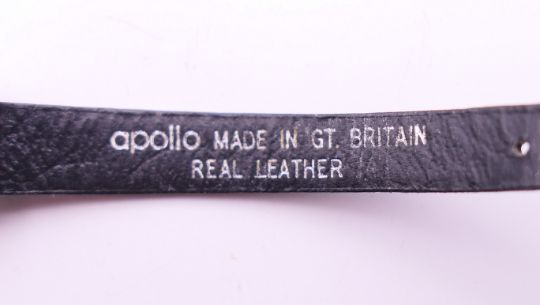 apollo MADE IN GT. BRITAIN
REAL LEATHER